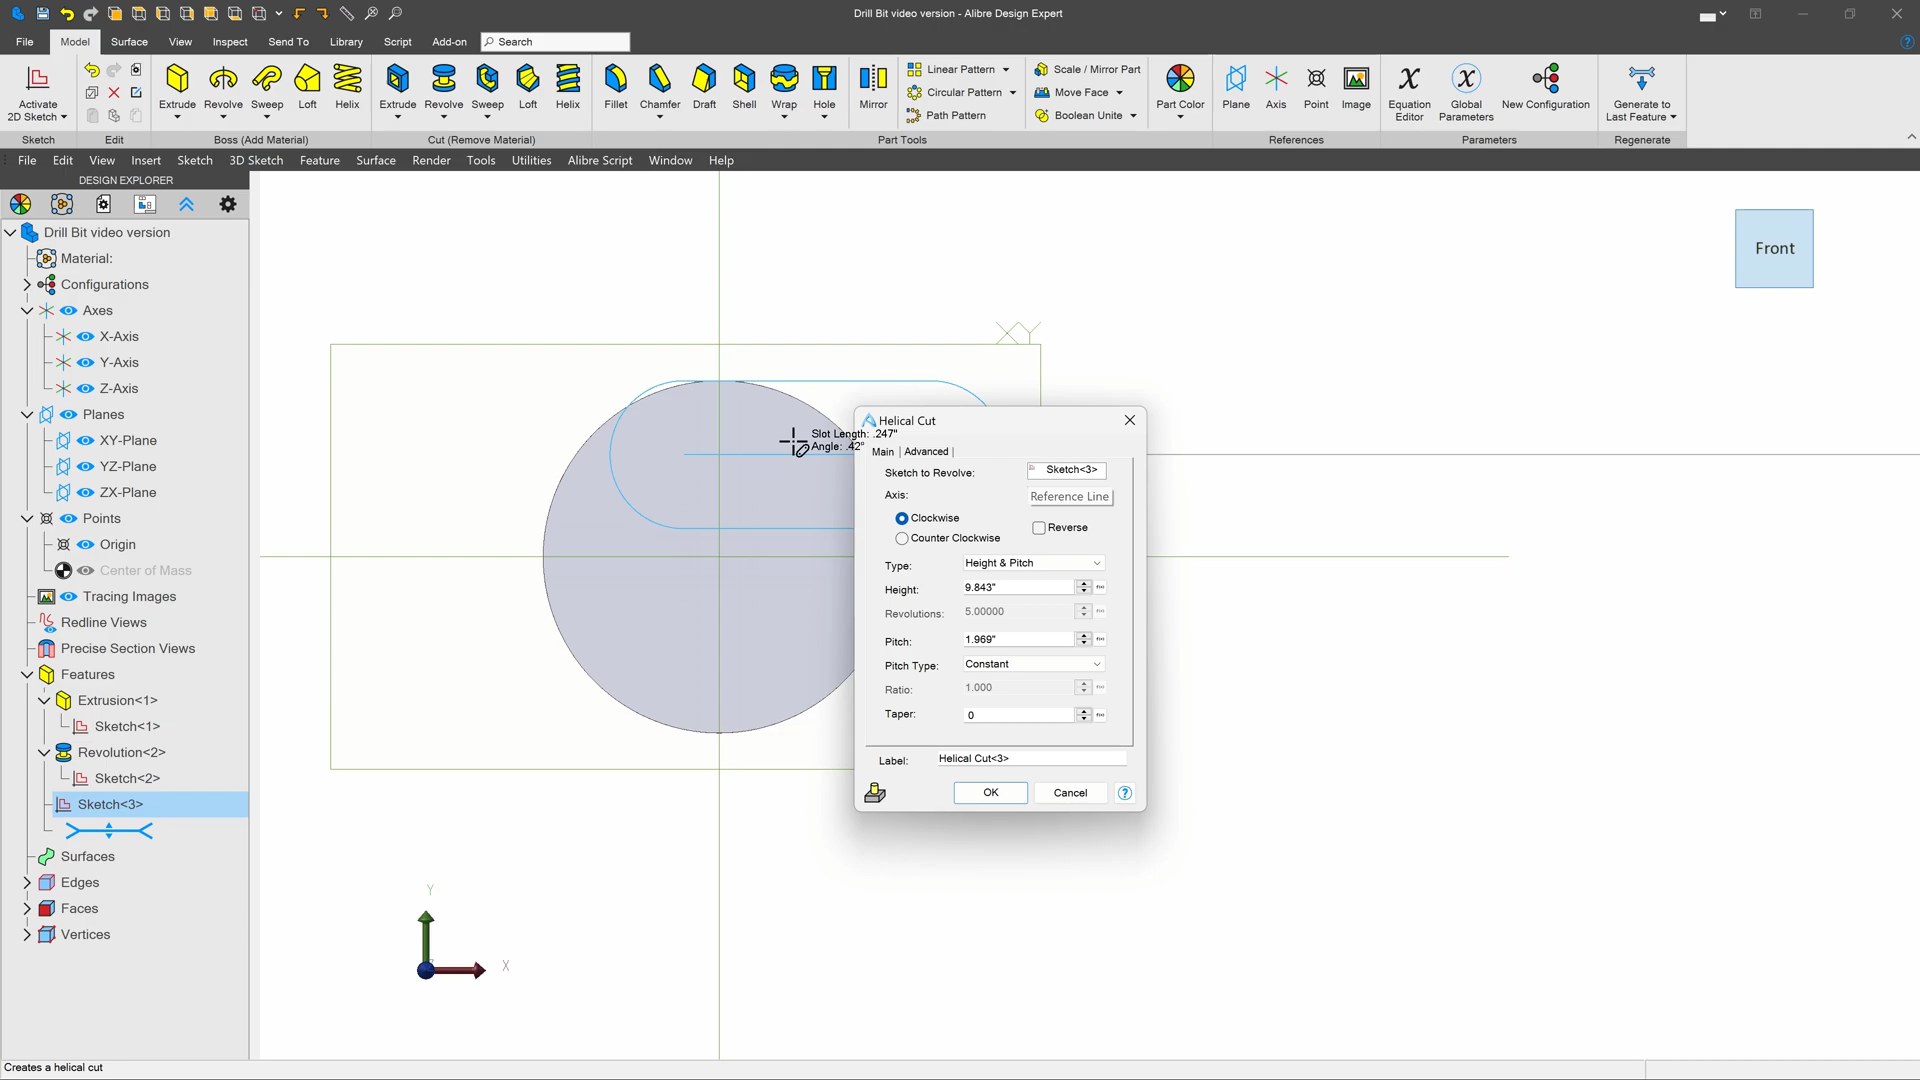 Drill Bit video version - Alibre Design Expert
File Model Surface View Inspect Send To Library Script Add-on Search
Activate
2D Sketch
Extrude Revolve Sweep Loft Helix
Extrude Revolve Sweep Loft Helix
Fillet Chamfer Draft Shell Wrap Hole
Mirror
Linear Pattern
Circular Pattern
Path Pattern
Scale / Mirror Part
Move Face
Boolean Unite
Part Color
Plane Axis Point Image
Equation
Editor
Global
Parameters
New Configuration
Generate to
Last Feature
Sketch Edit Boss (Add Material) Cut (Remove Material) Part Tools References Parameters Regenerate
File Edit View Insert Sketch 3D Sketch Feature Surface Render Tools Utilities Alibre Script Window Help
DESIGN EXPLORER
Drill Bit video version
Material:
Configurations
Axes
X-Axis
Y-Axis
Z-Axis
Planes
XY-Plane
YZ-Plane
ZX-Plane
Points
Origin
Center of Mass
Tracing Images
Redline Views
Precise Section Views
Features
Extrusion<1>
Sketch<1>
Revolution<2>
Sketch<2>
Sketch<3>
Surfaces
Edges
Faces
Vertices
Front
XY
Slot Length: .247"
Angle: .42°
Y
X
Helical Cut
Main Advanced
Sketch to Revolve: Sketch<3>
Axis: Reference Line
Clockwise
Reverse
Counter Clockwise
Type: Height & Pitch
Height: 9.843"
Revolutions: 5.00000
Pitch: 1.969"
Pitch Type: Constant
Ratio: 1.000
Taper: 0
Label: Helical Cut<3>
OK Cancel
Creates a helical cut